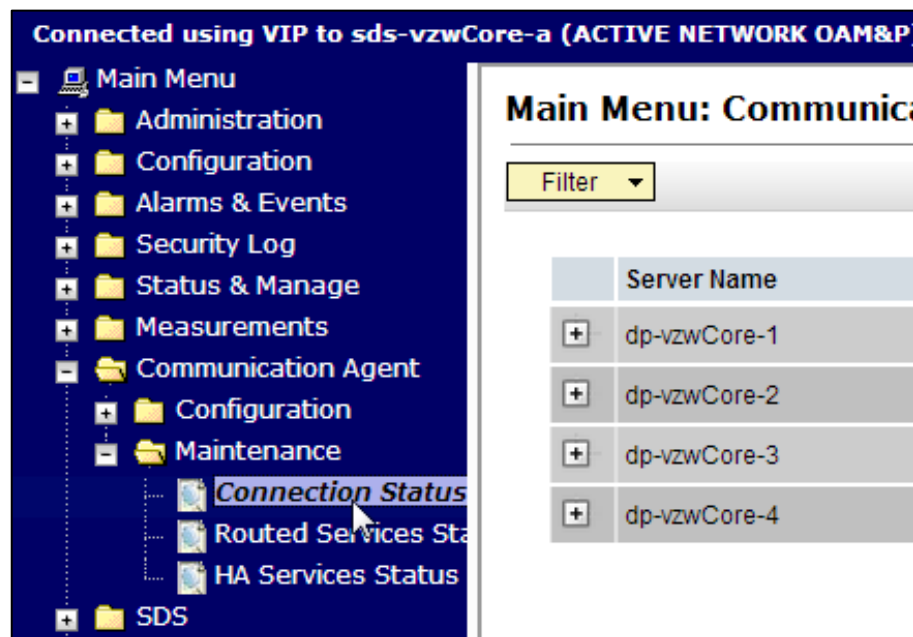 Connected using VIP to sds-vzwCore-a (ACTIVE NETWORK OAM&P)
Main Menu
Administration
Configuration
Alarms & Events
Security Log
Status & Manage
Measurements
Communication Agent
Configuration
Maintenance
Connection Status
Routed Services Sta
HA Services Status
SDS
Main Menu: Communica
Filter
Server Name
dp-vzwCore-1
dp-vzwCore-2
dp-vzwCore-3
dp-vzwCore-4